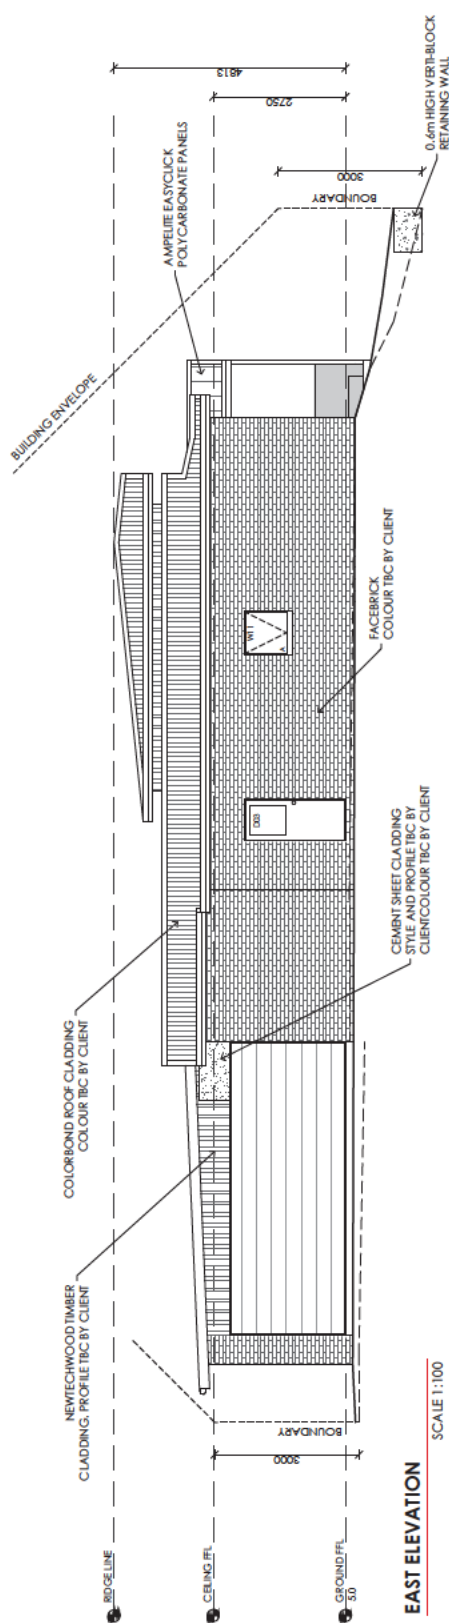 RIDGE LINE
CEILING FFL
GROUND FFL
5.0
3000
BOUNDARY
NEWTECHWOOD TIMBER
CLADDING, PROFILE TBC BY CLIENT
COLORBOND ROOF CLADDING
COLOUR TBC BY CLIENT
CEMENT SHEET CLADDING
STYLE AND PROFILE TBC BY
CLIENTCOLOUR TBC BY CLIENT
D03
W11
A
FACEBRICK
COLOUR TBC BY CLIENT
BUILDING ENVELOPE
AMPELITE EASYCLICK
POLYCARBONATE PANELS
BOUNDARY
3000
2750
4813
0.6m HIGH VERTI-BLOCK
RETAINING WALL
EAST ELEVATION
SCALE 1:100